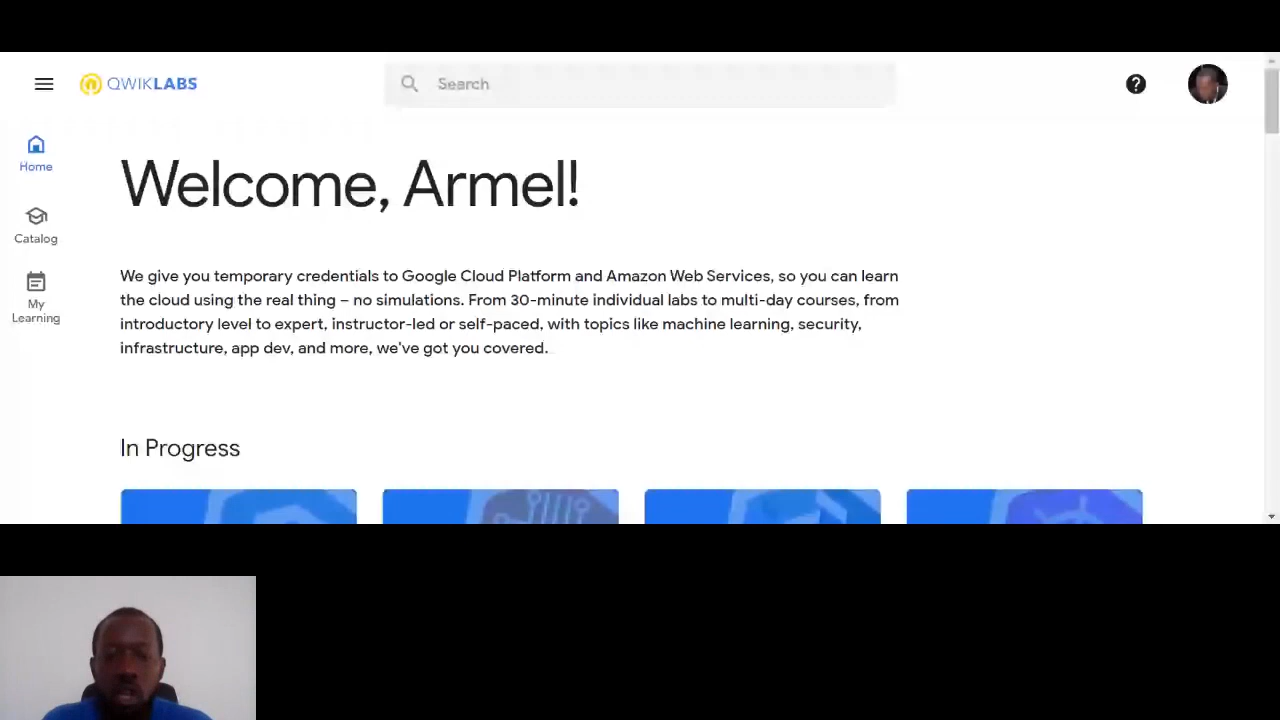 QWIKLABS
Search
Home
Catalog
My
Learning
Welcome, Armel!
We give you temporary credentials to Google Cloud Platform and Amazon Web Services, so you can learn
the cloud using the real thing – no simulations. From 30-minute individual labs to multi-day courses, from
introductory level to expert, instructor-led or self-paced, with topics like machine learning, security,
infrastructure, app dev, and more, we've got you covered.
In Progress